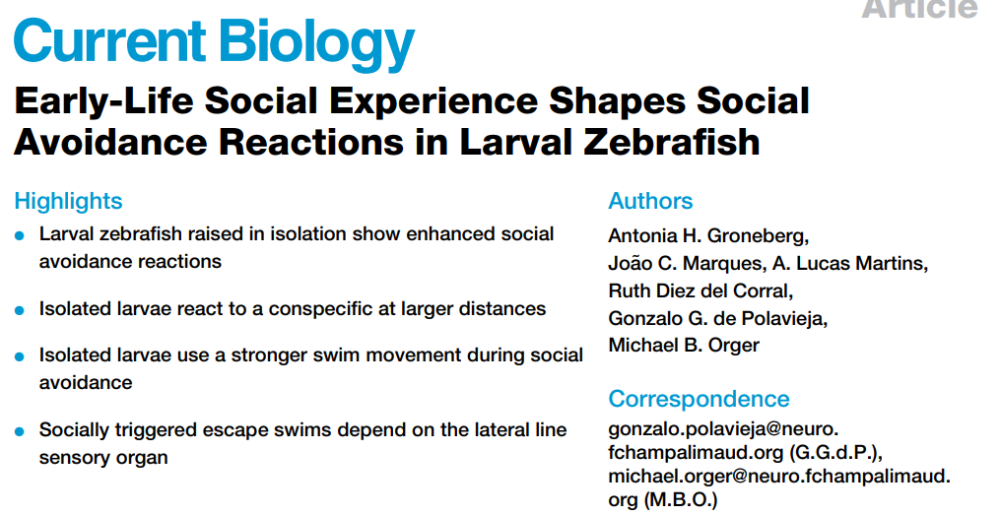 Article
Current Biology
Early-Life Social Experience Shapes Social
Avoidance Reactions in Larval Zebrafish
Highlights
● Larval zebrafish raised in isolation show enhanced social
avoidance reactions
● Isolated larvae react to a conspecific at larger distances
● Isolated larvae use a stronger swim movement during social
avoidance
● Socially triggered escape swims depend on the lateral line
sensory organ
Authors
Antonia H. Groneberg,
João C. Marques, A. Lucas Martins,
Ruth Diez del Corral,
Gonzalo G. de Polavieja,
Michael B. Orger
Correspondence
gonzalo.polavieja@neuro.
fchampalimaud.org (G.G.d.P.),
michael.orger@neuro.fchampalimaud.
org (M.B.O.)